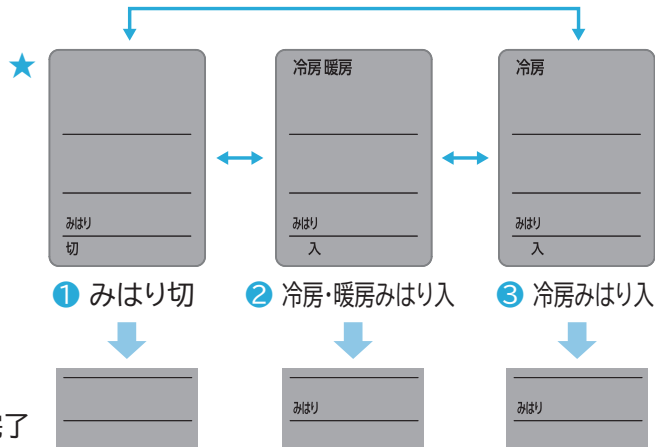 ★
冷房 暖房
冷房
みはり
切
みはり
入
みはり
入
❶ みはり切
❷ 冷房・暖房みはり入
❸ 冷房みはり入
みはり
みはり
了